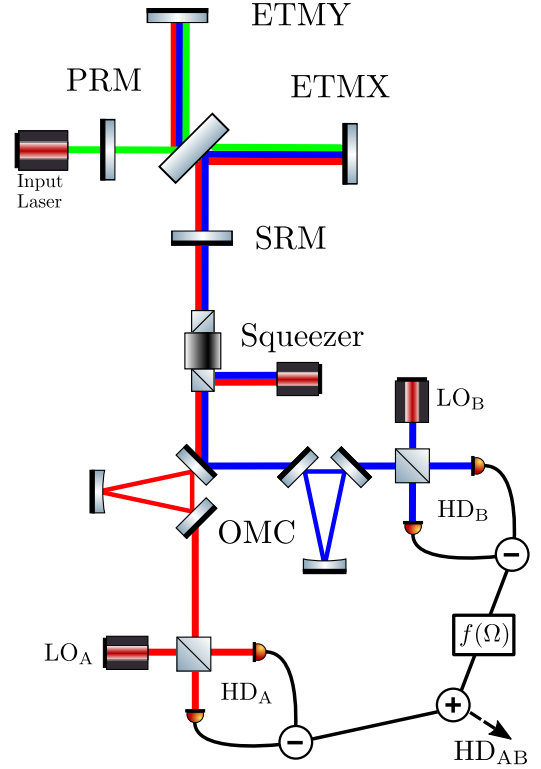 ETMY
PRM
ETMX
Input
Laser
SRM
Squeezer
LO_B
HD_B
OMC
−
f(Ω)
LO_A
HD_A
+
−
HD_AB